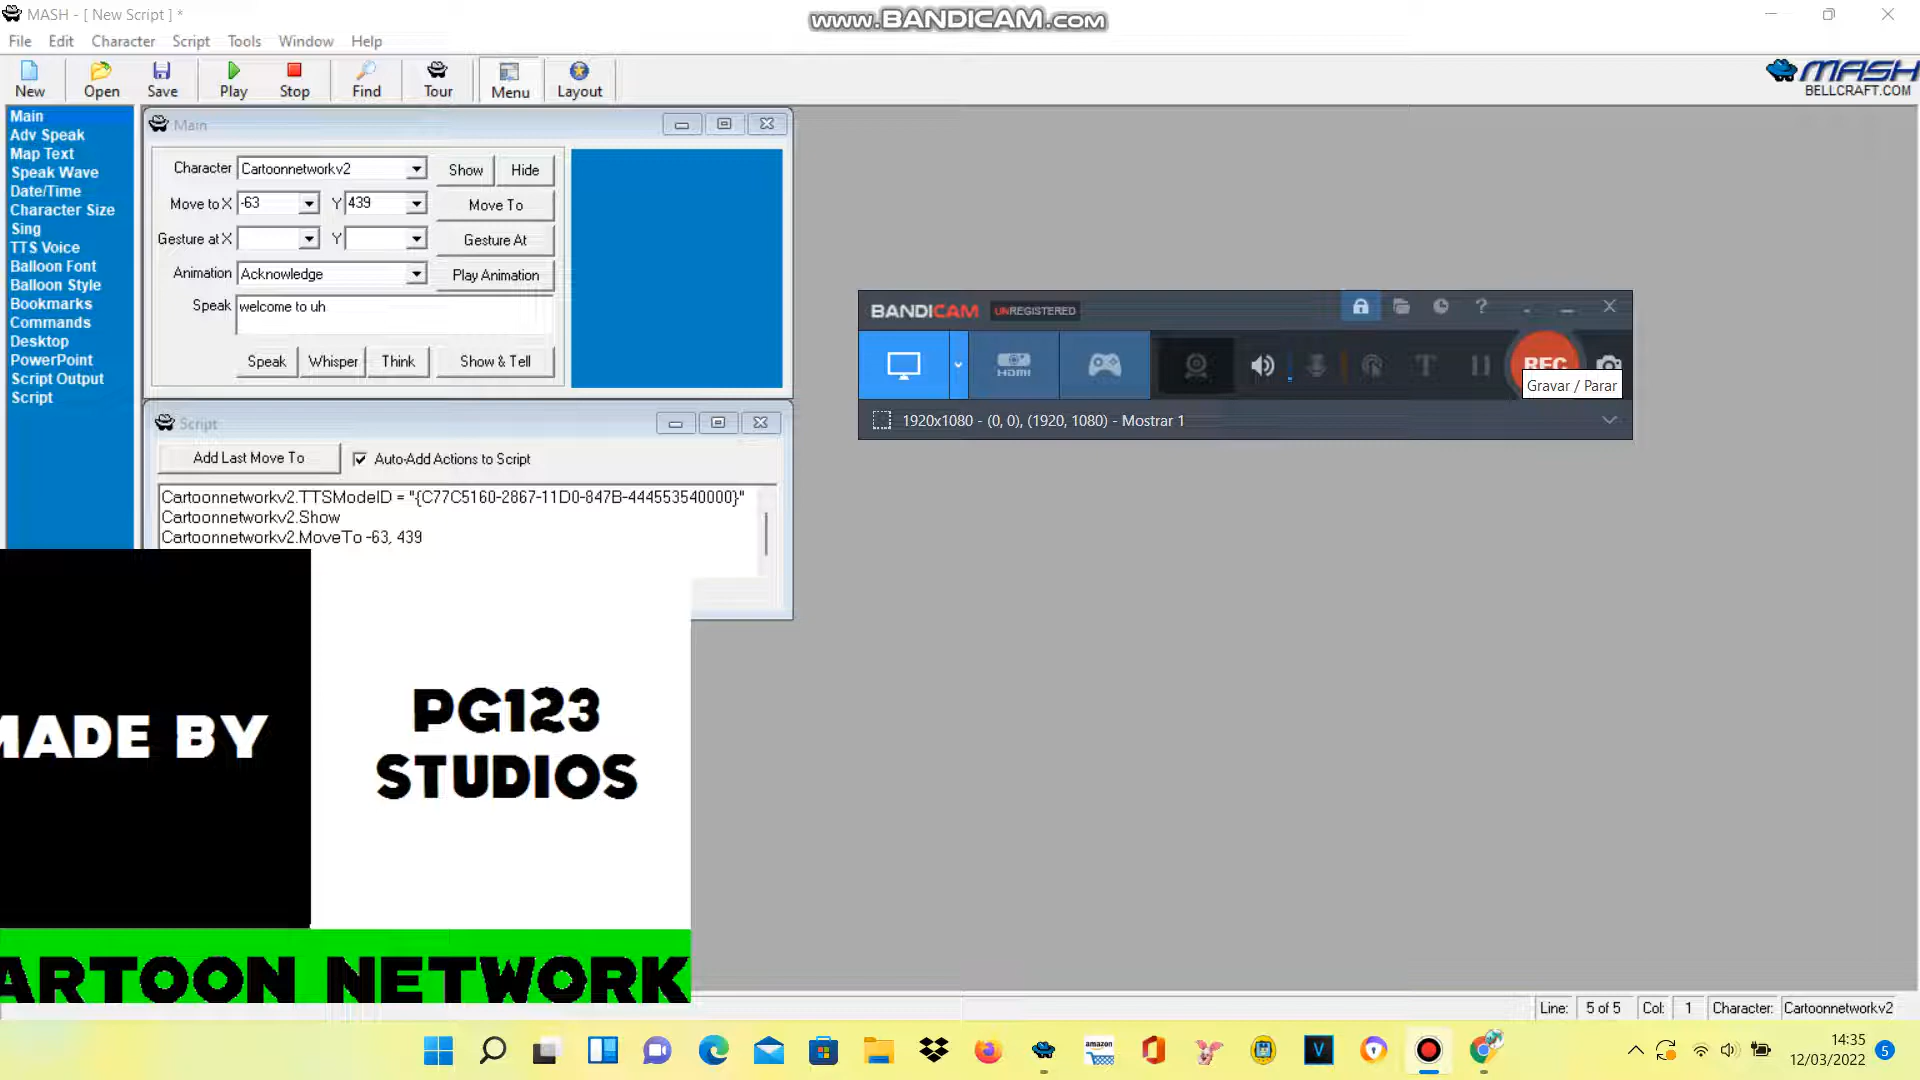 MASH - [ New Script ] *
www.BANDICAM.com
File Edit Character Script Tools Window Help
New Open Save Play Stop Find Tour Menu Layout
MASH
BELLCRAFT.COM
Main
Adv Speak
Map Text
Speak Wave
Date/Time
Character Size
Sing
TTS Voice
Balloon Font
Balloon Style
Bookmarks
Commands
Desktop
PowerPoint
Script Output
Script
Main
Character Cartoonnetworkv2 Show Hide
Move to X -63 Y 439 Move To
Gesture at X Y Gesture At
Animation Acknowledge Play Animation
Speak welcome to uh
Speak Whisper Think Show & Tell
Script
Add Last Move To Auto-Add Actions to Script
Cartoonnetworkv2.TTSModeID = "{C77C5160-2867-11D0-847B-444553540000}"
Cartoonnetworkv2.Show
Cartoonnetworkv2.MoveTo -63, 439
BANDICAM UNREGISTERED
?
HDMI
T
REC
Gravar / Parar
1920x1080 - (0, 0), (1920, 1080) - Mostrar 1
MADE BY
PG123
STUDIOS
ARTOON NETWORK
Line: 5 of 5 Col: 1 Character: Cartoonnetworkv2
amazon
V
14:35
12/03/2022
5